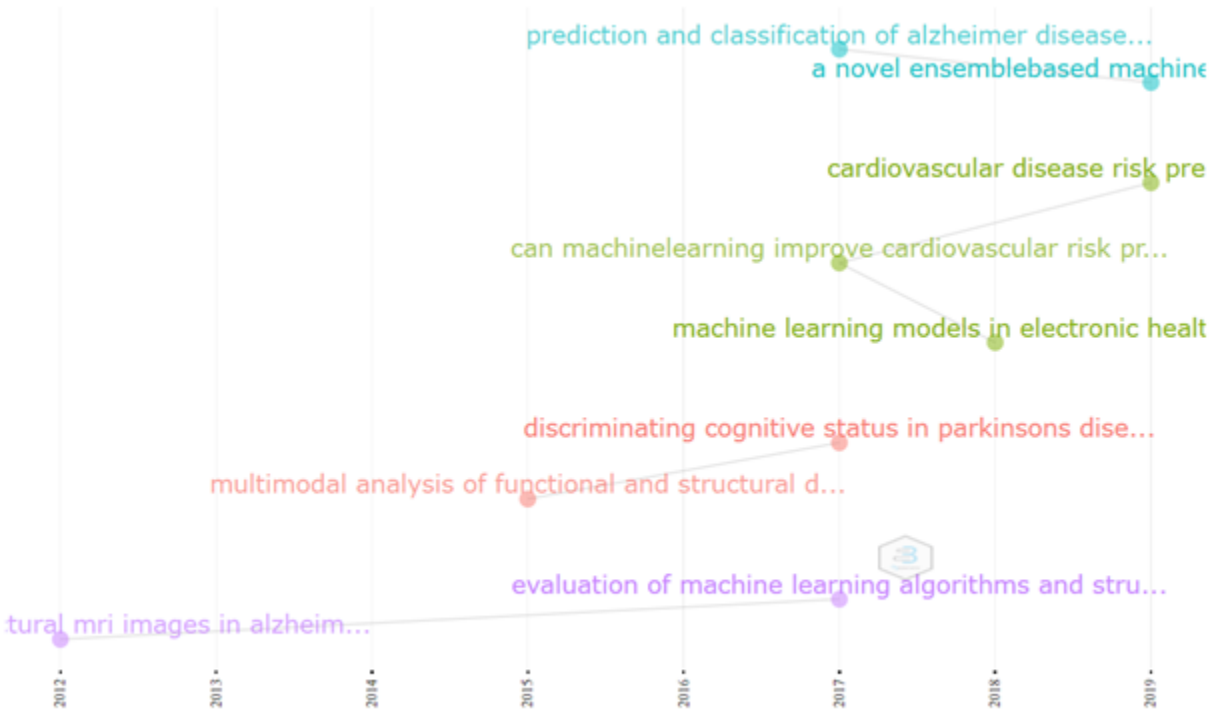 prediction and classification of alzheimer disease...
a novel ensemblebased machine
cardiovascular disease risk pre
can machinelearning improve cardiovascular risk pr...
machine learning models in electronic healt
discriminating cognitive status in parkinsons dise...
multimodal analysis of functional and structural d...
evaluation of machine learning algorithms and stru...
tural mri images in alzheim...
2012 2013 2014 2015 2016 2017 2018 2019